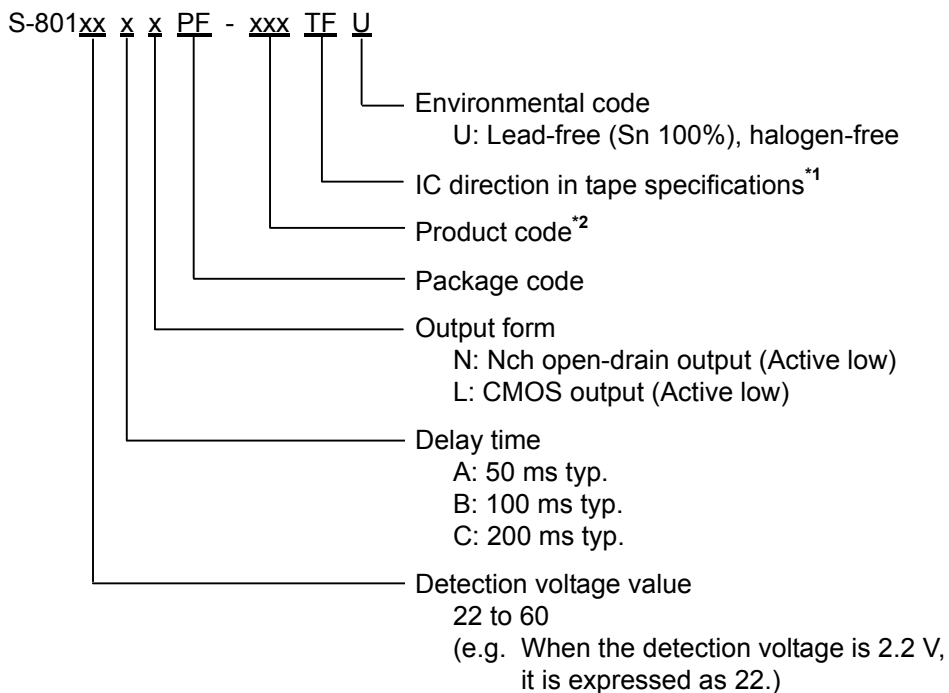 S-801xx x x PF - xxx TF U
Environmental code
U: Lead-free (Sn 100%), halogen-free
IC direction in tape specifications*1
Product code*2
Package code
Output form
N: Nch open-drain output (Active low)
L: CMOS output (Active low)
Delay time
A: 50 ms typ.
B: 100 ms typ.
C: 200 ms typ.
Detection voltage value
22 to 60
(e.g. When the detection voltage is 2.2 V,
it is expressed as 22.)